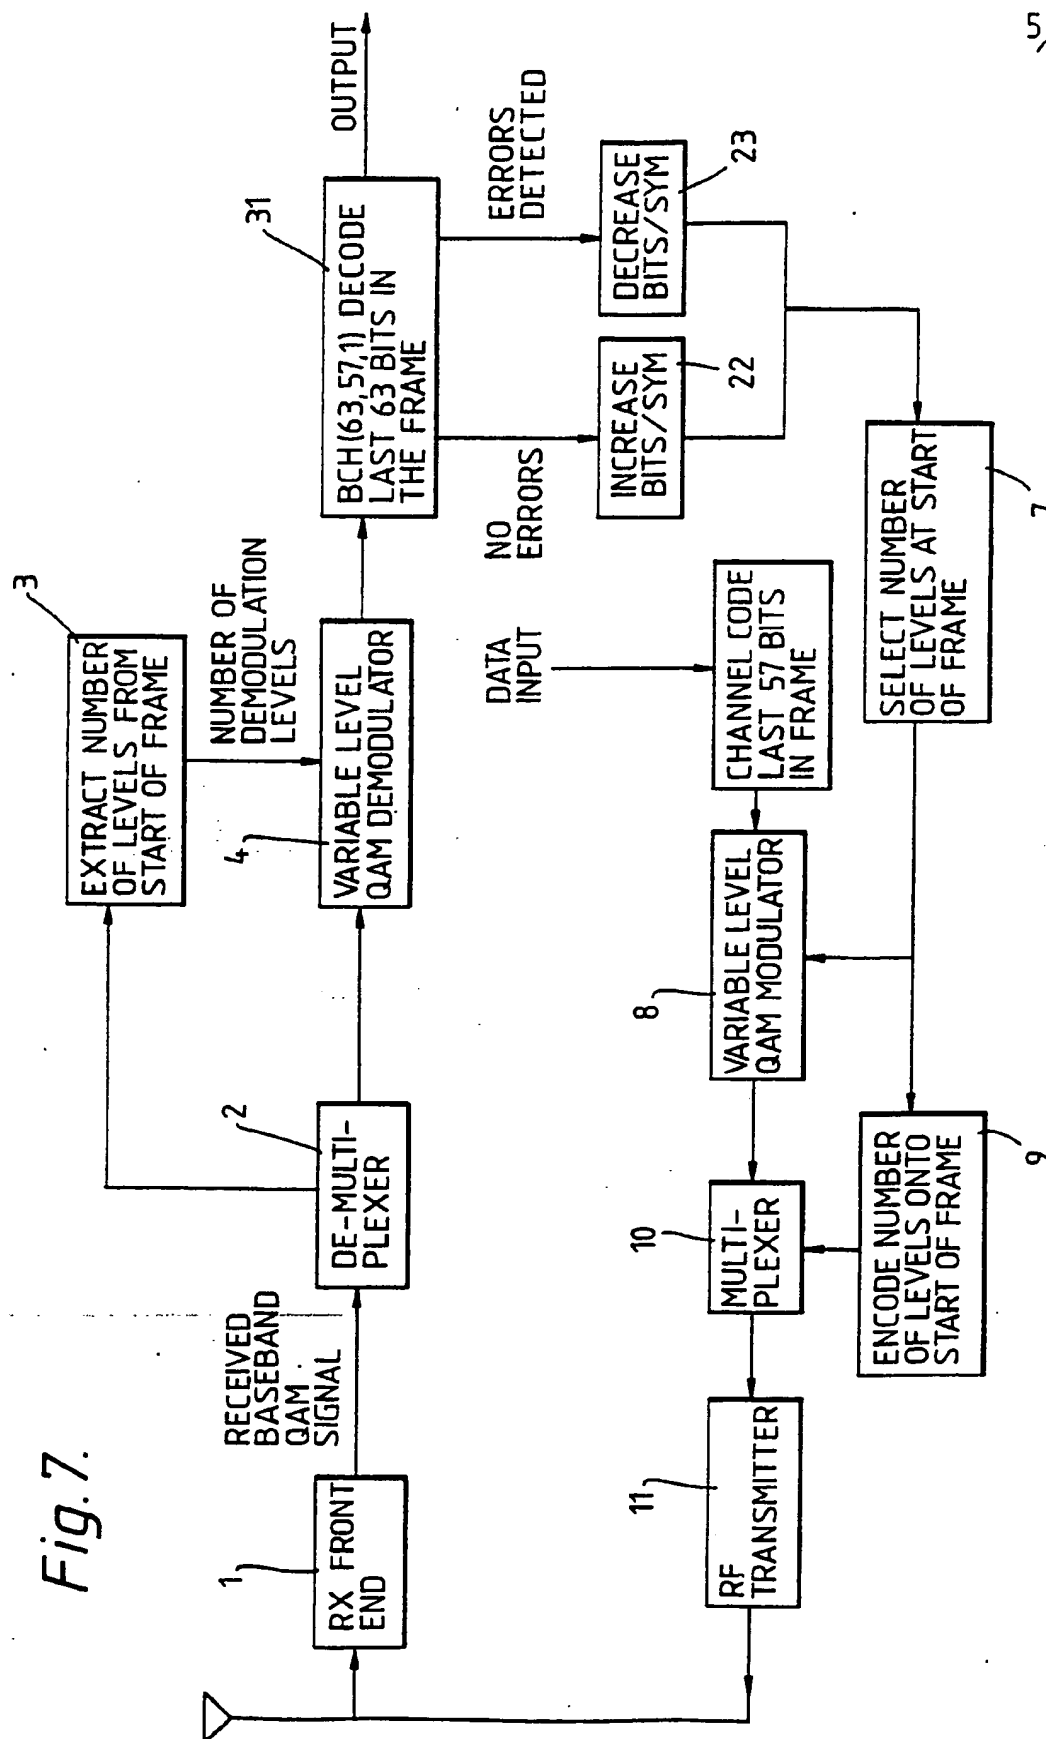 Fig. 7.
5/
1
RX FRONT
END
RECEIVED
BASEBAND
QAM
SIGNAL
2
DE-MULTI-
PLEXER
3
EXTRACT NUMBER
OF LEVELS FROM
START OF FRAME
NUMBER OF
DEMODULATION
LEVELS
4
VARIABLE LEVEL
QAM DEMODULATOR
31
BCH(63,57,1) DECODE
LAST 63 BITS IN
THE FRAME
OUTPUT
NO
ERRORS
ERRORS
DETECTED
INCREASE
BITS/SYM
22
DECREASE
BITS/SYM
23
DATA
INPUT
CHANNEL CODE
LAST 57 BITS
IN FRAME
8
VARIABLE LEVEL
QAM MODULATOR
10
MULTI-
PLEXER
11
RF
TRANSMITTER
SELECT NUMBER
OF LEVELS AT START
OF FRAME
7
ENCODE NUMBER
OF LEVELS ONTO
START OF FRAME
9